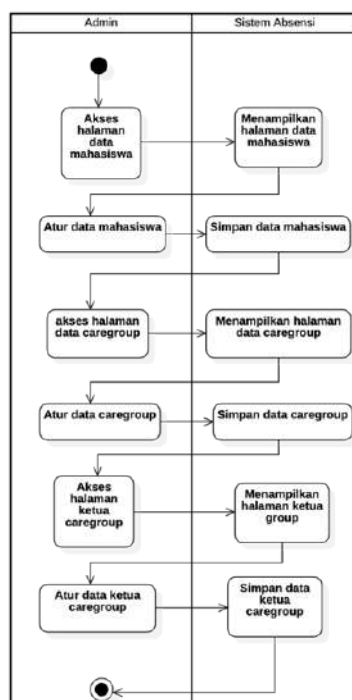 Admin
Sistem Absensi
Akses
halaman
data
mahasiswa
Menampilkan
halaman data
mahasiswa
Atur data mahasiswa
Simpan data mahasiswa
akses halaman
data caregroup
Menampilkan halaman
data caregroup
Atur data caregroup
Simpan data caregroup
Akses
halaman
ketua
caregroup
Menampilkan
halaman ketua
group
Atur data ketua
caregroup
Simpan data
ketua
caregroup